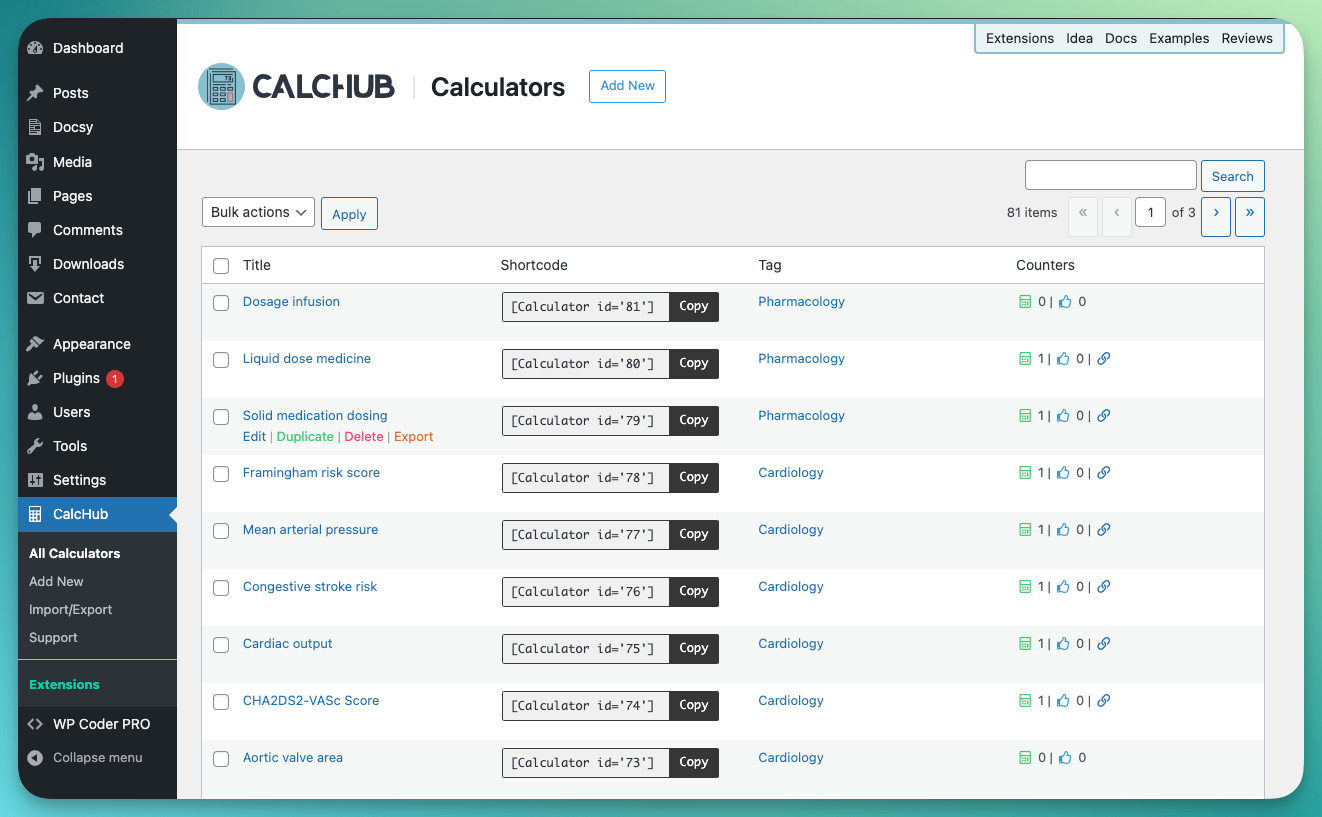 Dashboard
Posts
Docsy
Media
Pages
Comments
Downloads
Contact
Appearance
Plugins 1
Users
Tools
Settings
CalcHub
All Calculators
Add New
Import/Export
Support
Extensions
WP Coder PRO
Collapse menu
Extensions Idea Docs Examples Reviews
73
CALCHUB Calculators Add New
Search
Bulk actions Apply 81 items « ‹ 1 of 3 › »
Title Shortcode Tag Counters
Dosage infusion [Calculator id='81'] Copy Pharmacology 0 | 0
Liquid dose medicine [Calculator id='80'] Copy Pharmacology 1 | 0 |
Solid medication dosing [Calculator id='79'] Copy Pharmacology 1 | 0 |
Edit | Duplicate | Delete | Export
Framingham risk score [Calculator id='78'] Copy Cardiology 1 | 0 |
Mean arterial pressure [Calculator id='77'] Copy Cardiology 1 | 0 |
Congestive stroke risk [Calculator id='76'] Copy Cardiology 1 | 0 |
Cardiac output [Calculator id='75'] Copy Cardiology 1 | 0 |
CHA2DS2-VASc Score [Calculator id='74'] Copy Cardiology 1 | 0 |
Aortic valve area [Calculator id='73'] Copy Cardiology 0 | 0